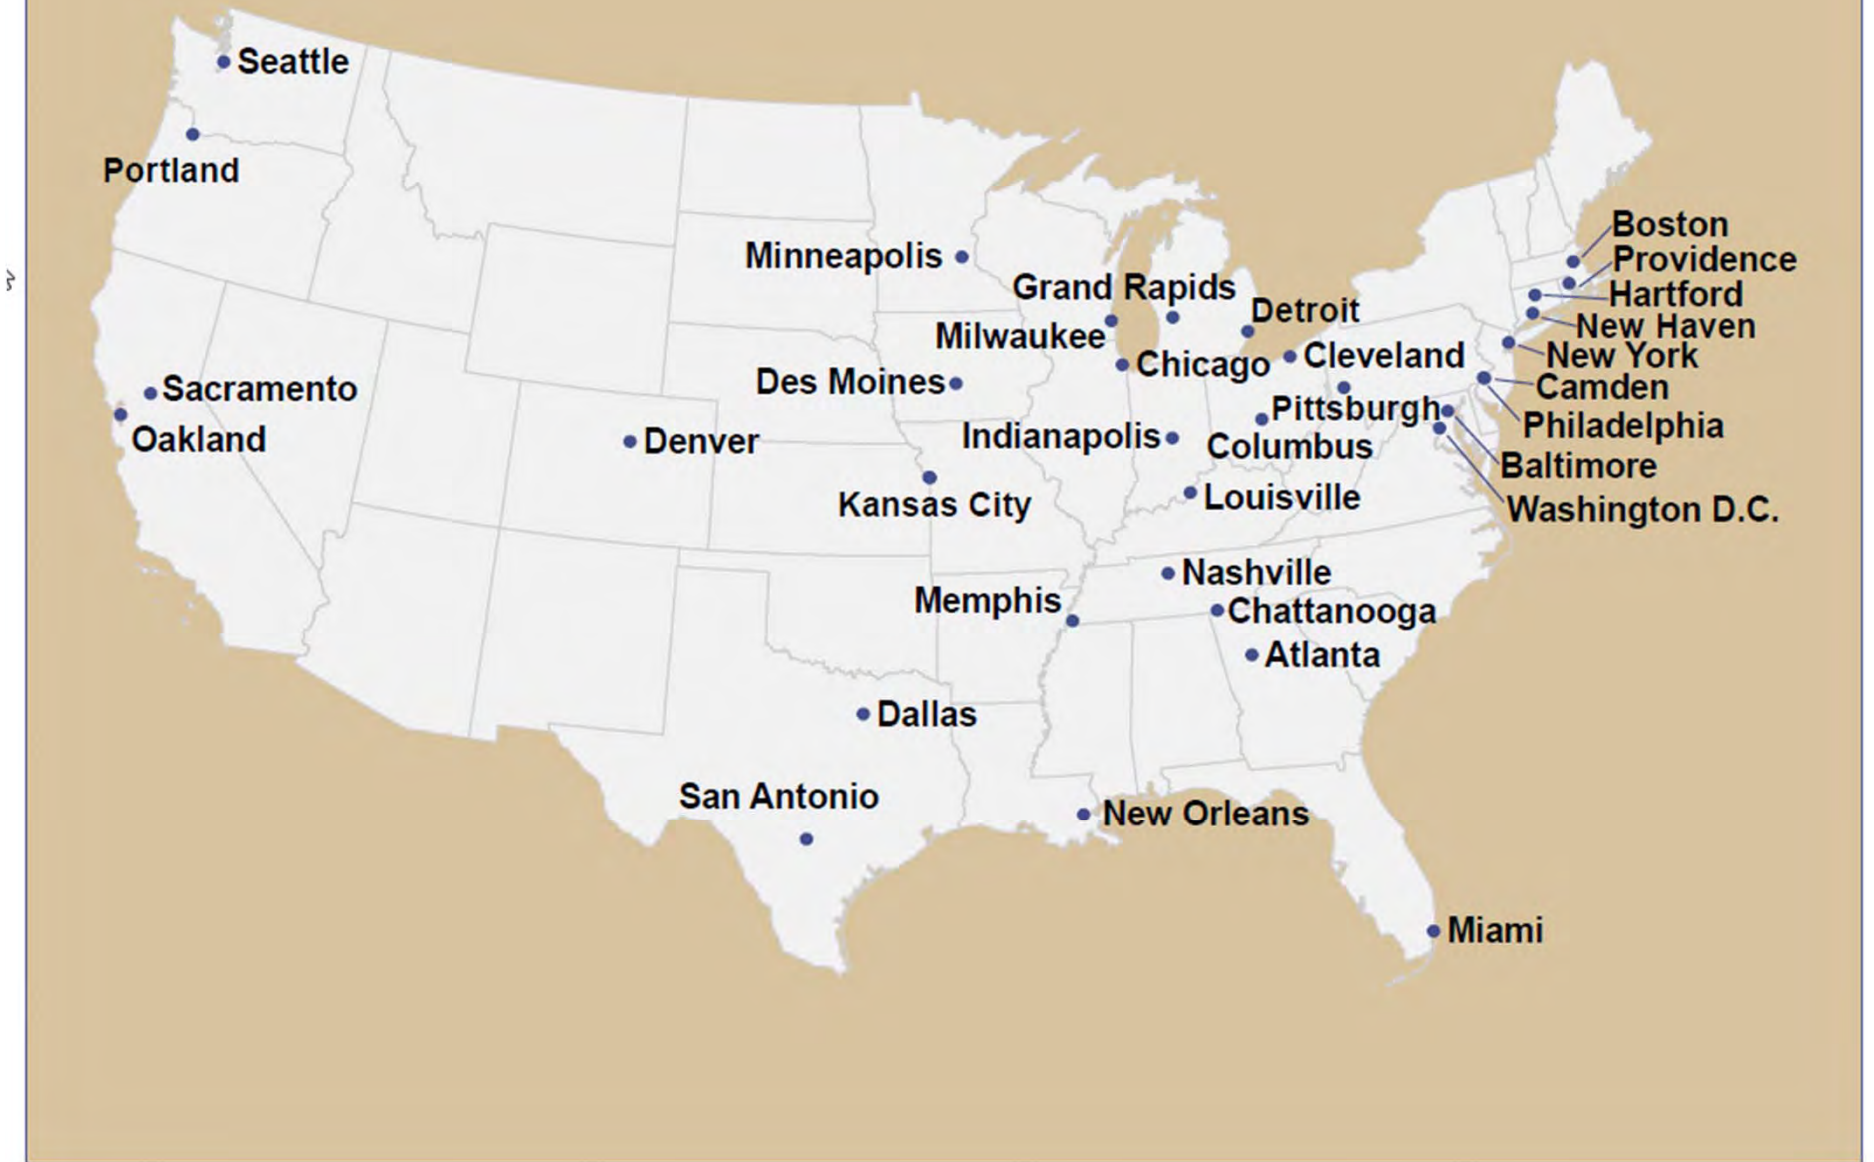 Seattle
Portland
Boston
Providence
Minneapolis
Grand Rapids
Hartford
Detroit
New Haven
Milwaukee
New York
Cleveland
Chicago
Des Moines
Camden
Sacramento
Pittsburgh
Philadelphia
Indianapolis
Oakland
Denver
Columbus
Baltimore
Louisville
Kansas City
Washington D.C.
Nashville
Memphis
Chattanooga
Atlanta
Dallas
San Antonio
New Orleans
Miami